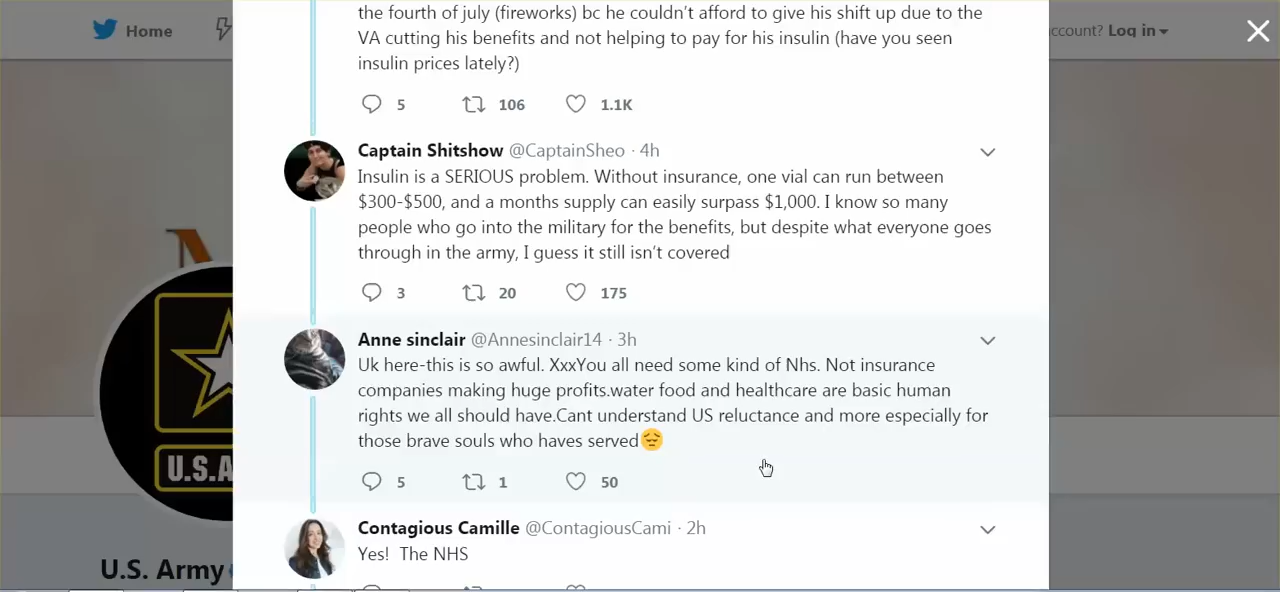 the fourth of july (fireworks) bc he couldn't afford to give his shift up due to the
Home
ccount? Log in
VA cutting his benefits and not helping to pay for his insulin (have you seen
insulin prices lately?)
5 106 1.1K
Captain Shitshow @CaptainSheo · 4h
Insulin is a SERIOUS problem. Without insurance, one vial can run between
$300-$500, and a months supply can easily surpass $1,000. I know so many
people who go into the military for the benefits, but despite what everyone goes
through in the army, I guess it still isn't covered
3 20 175
Anne sinclair @Annesinclair14 · 3h
Uk here-this is so awful. XxxYou all need some kind of Nhs. Not insurance
companies making huge profits.water food and healthcare are basic human
rights we all should have.Cant understand US reluctance and more especially for
those brave souls who haves served😔
U.S.A
5 1 50
Contagious Camille @ContagiousCami · 2h
Yes! The NHS
U.S. Army